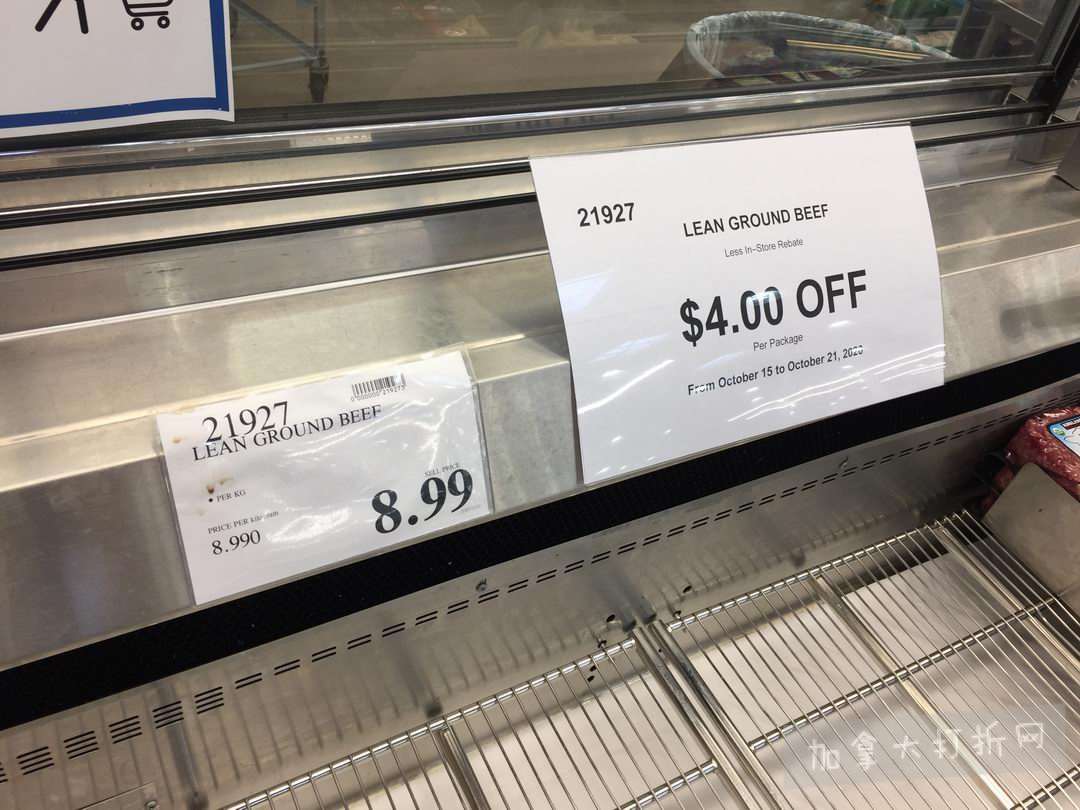 21927
LEAN GROUND BEEF
Less In-Store Rebate
$4.00 OFF
Per Package
From October 15 to October 21, 2020
21927
LEAN GROUND BEEF
• PER KG
SELL PRICE
8.99
PRICE PER kilogram
8.990
加拿大打折网